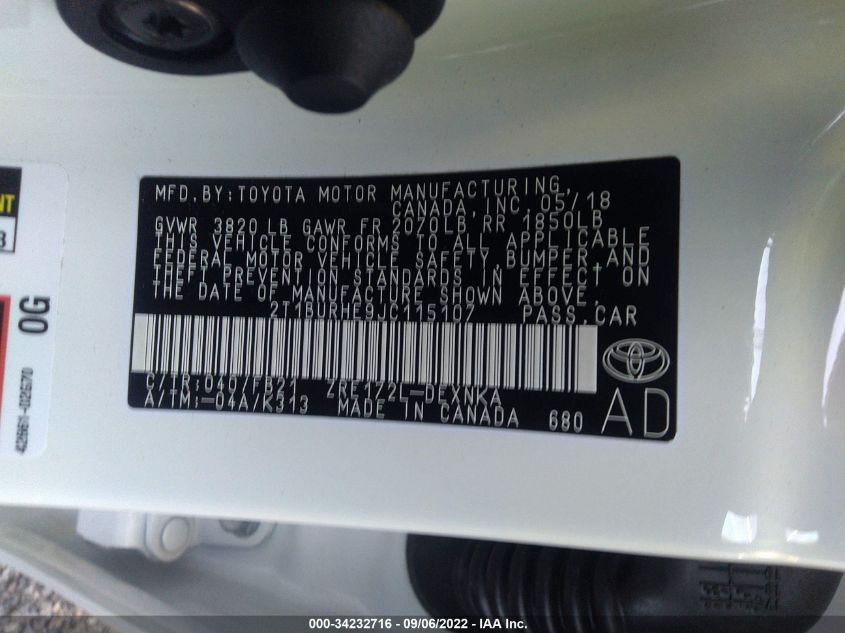 MFD.BY:TOYOTA MOTOR MANUFACTURING,
CANADA, INC. 05/18
GVWR 3820 LB GAWR FR 2070LB RR 1850LB
THIS VEHICLE CONFORMS TO ALL APPLICABLE
FEDERAL MOTOR VEHICLE SAFETY, BUMPER AND
THEFT PREVENTION STANDARDS IN EFFECT ON
THE DATE OF MANUFACTURE SHOWN ABOVE.
2T1BURHE9JC115107 PASS.CAR
C/TR:040/FB21 ZRE172L-DEXNKA
A/TM:-04A/K313 MADE IN CANADA 680
AD
0G
42661-02G70
000-34232716 - 09/06/2022 - IAA Inc.